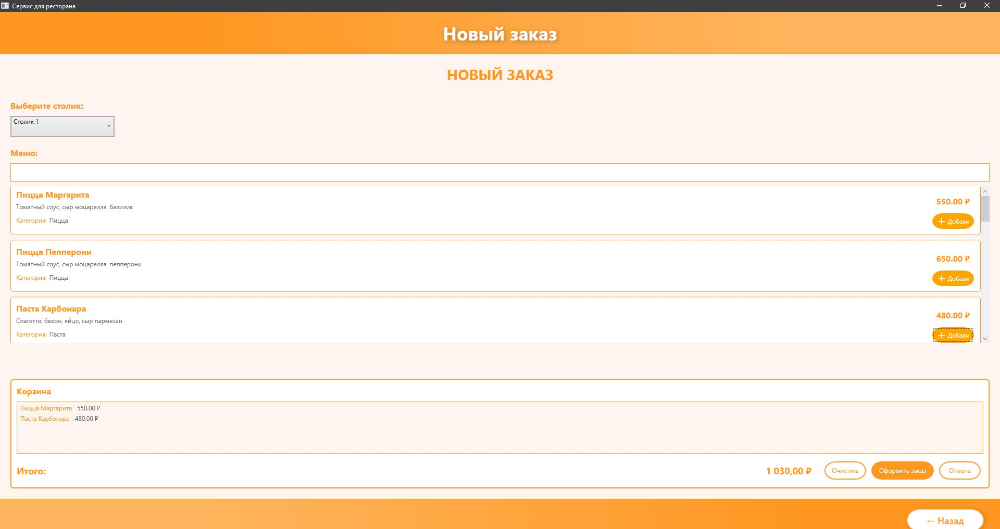 Сервис для ресторана
Новый заказ
НОВЫЙ ЗАКАЗ
Выберите столик:
Столик 1
Меню:
Пицца Маргарита
Томатный соус, сыр моцарелла, базилик
550.00 ₽
Категория: Пицца
+ Добави
Пицца Пепперони
Томатный соус, сыр моцарелла, пепперони
650.00 ₽
Категория: Пицца
+ Добави
Паста Карбонара
Спагетти, бекон, яйцо, сыр пармезан
480.00 ₽
Категория: Паста
+ Добави
Корзина
Пицца Маргарита 550.00 ₽
Паста Карбонара 480.00 ₽
Итого: 1 030,00 ₽ Очистить Оформить заказ Отмена
← Назад